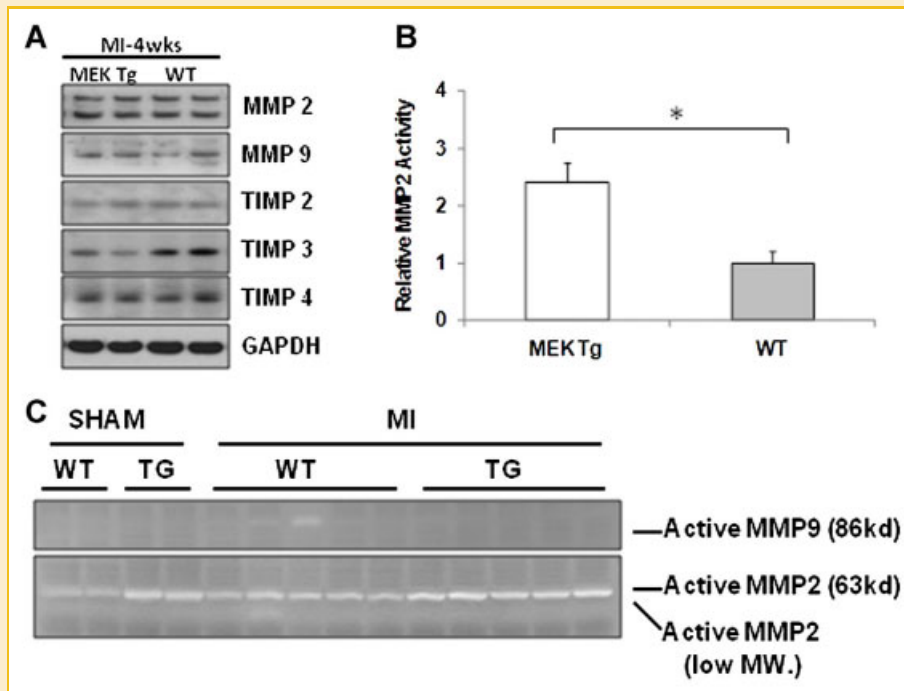 A
MI-4wks
MEK Tg WT
MMP 2
MMP 9
TIMP 2
TIMP 3
TIMP 4
GAPDH
B
Relative MMP2 Activity
4
3
2
1
0
*
MEK Tg WT
C
SHAM MI
WT TG WT TG
Active MMP9 (86kd)
Active MMP2 (63kd)
Active MMP2
(low MW.)